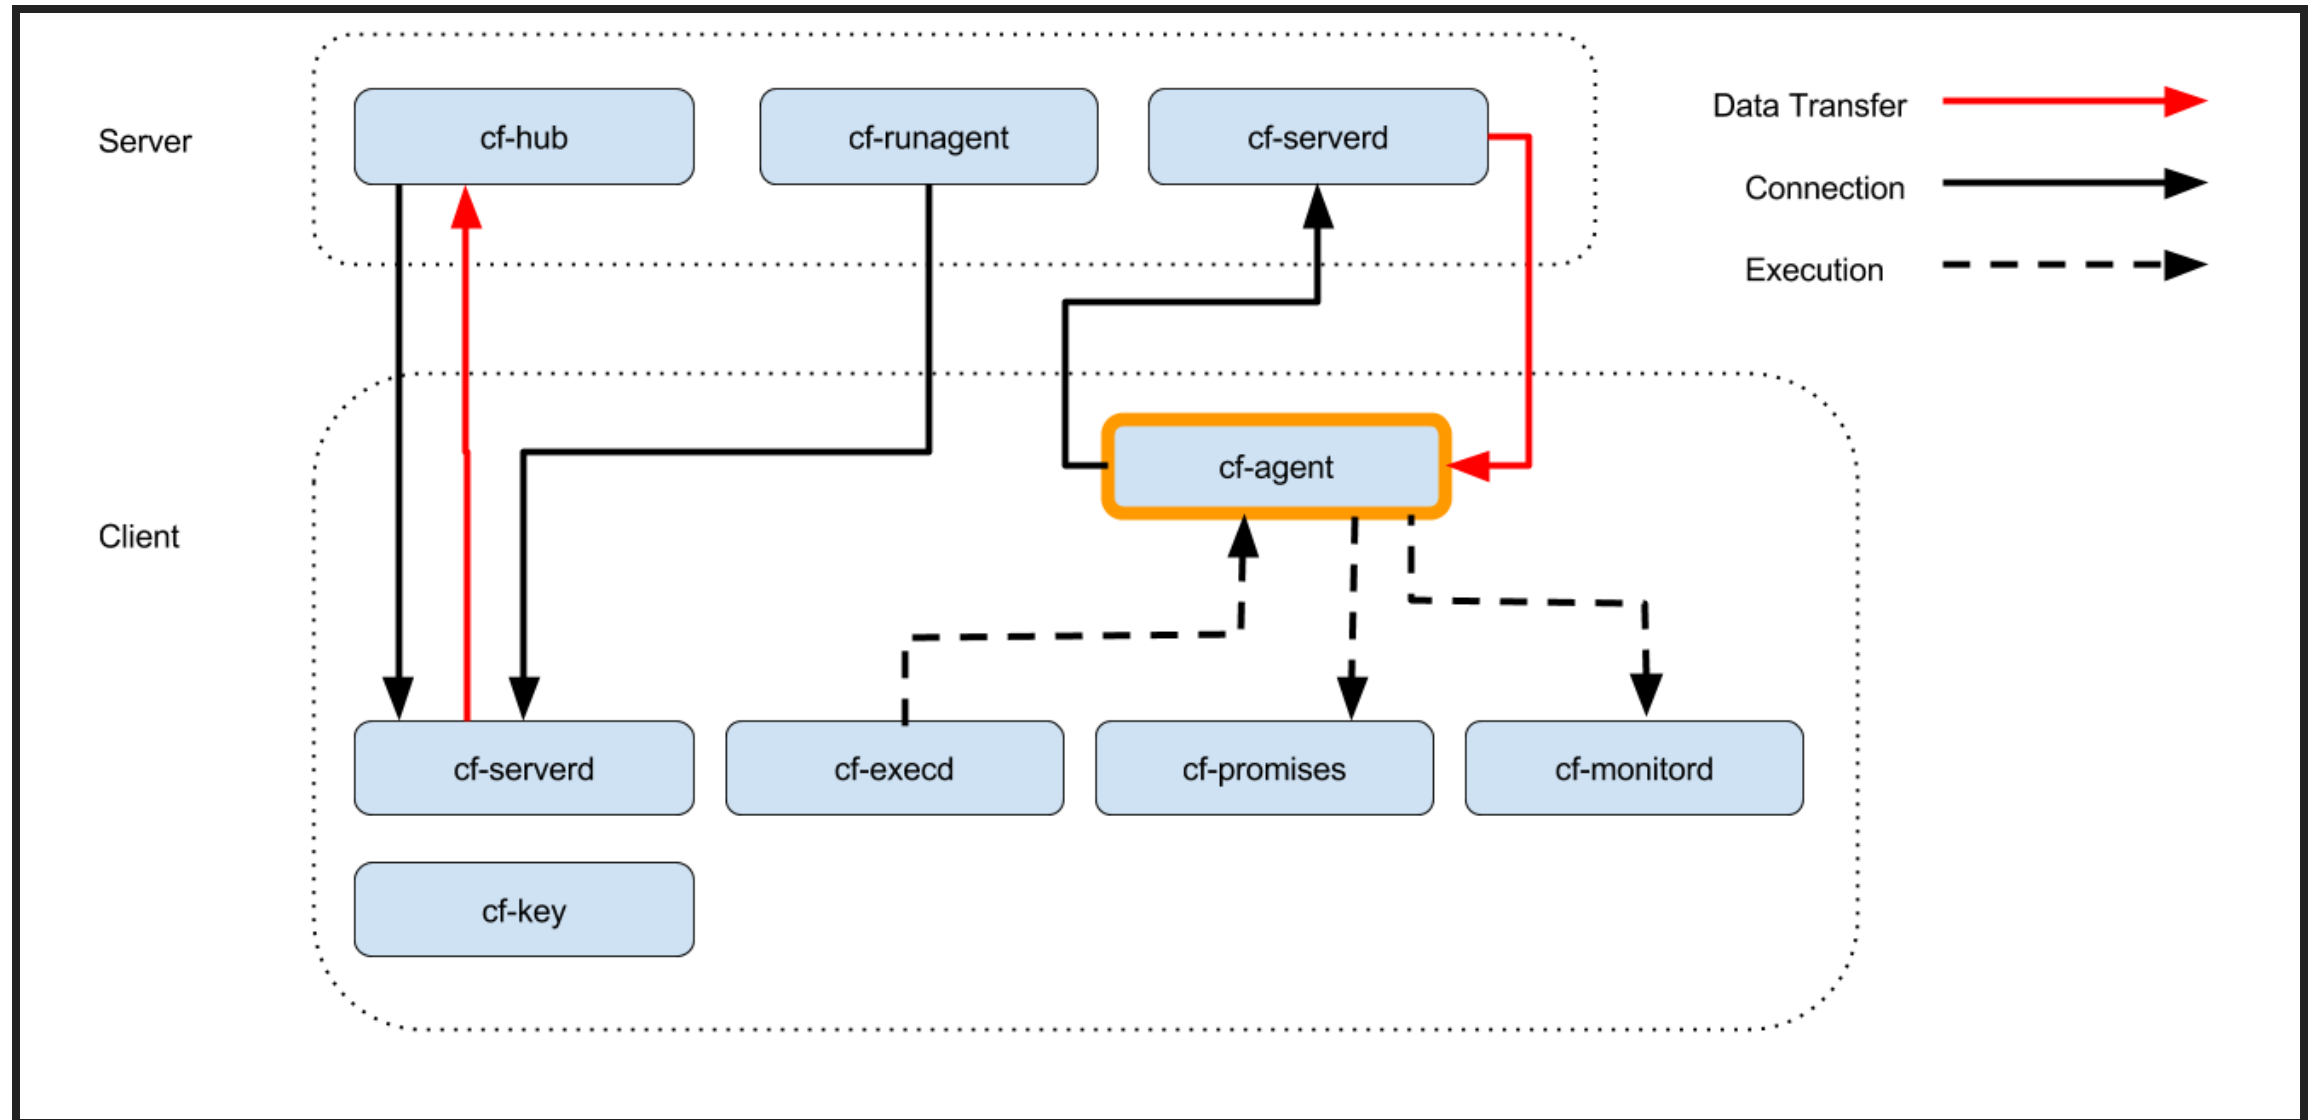 Server
cf-hub
cf-runagent
cf-serverd
Data Transfer
Connection
Execution
Client
cf-agent
cf-serverd
cf-execd
cf-promises
cf-monitord
cf-key